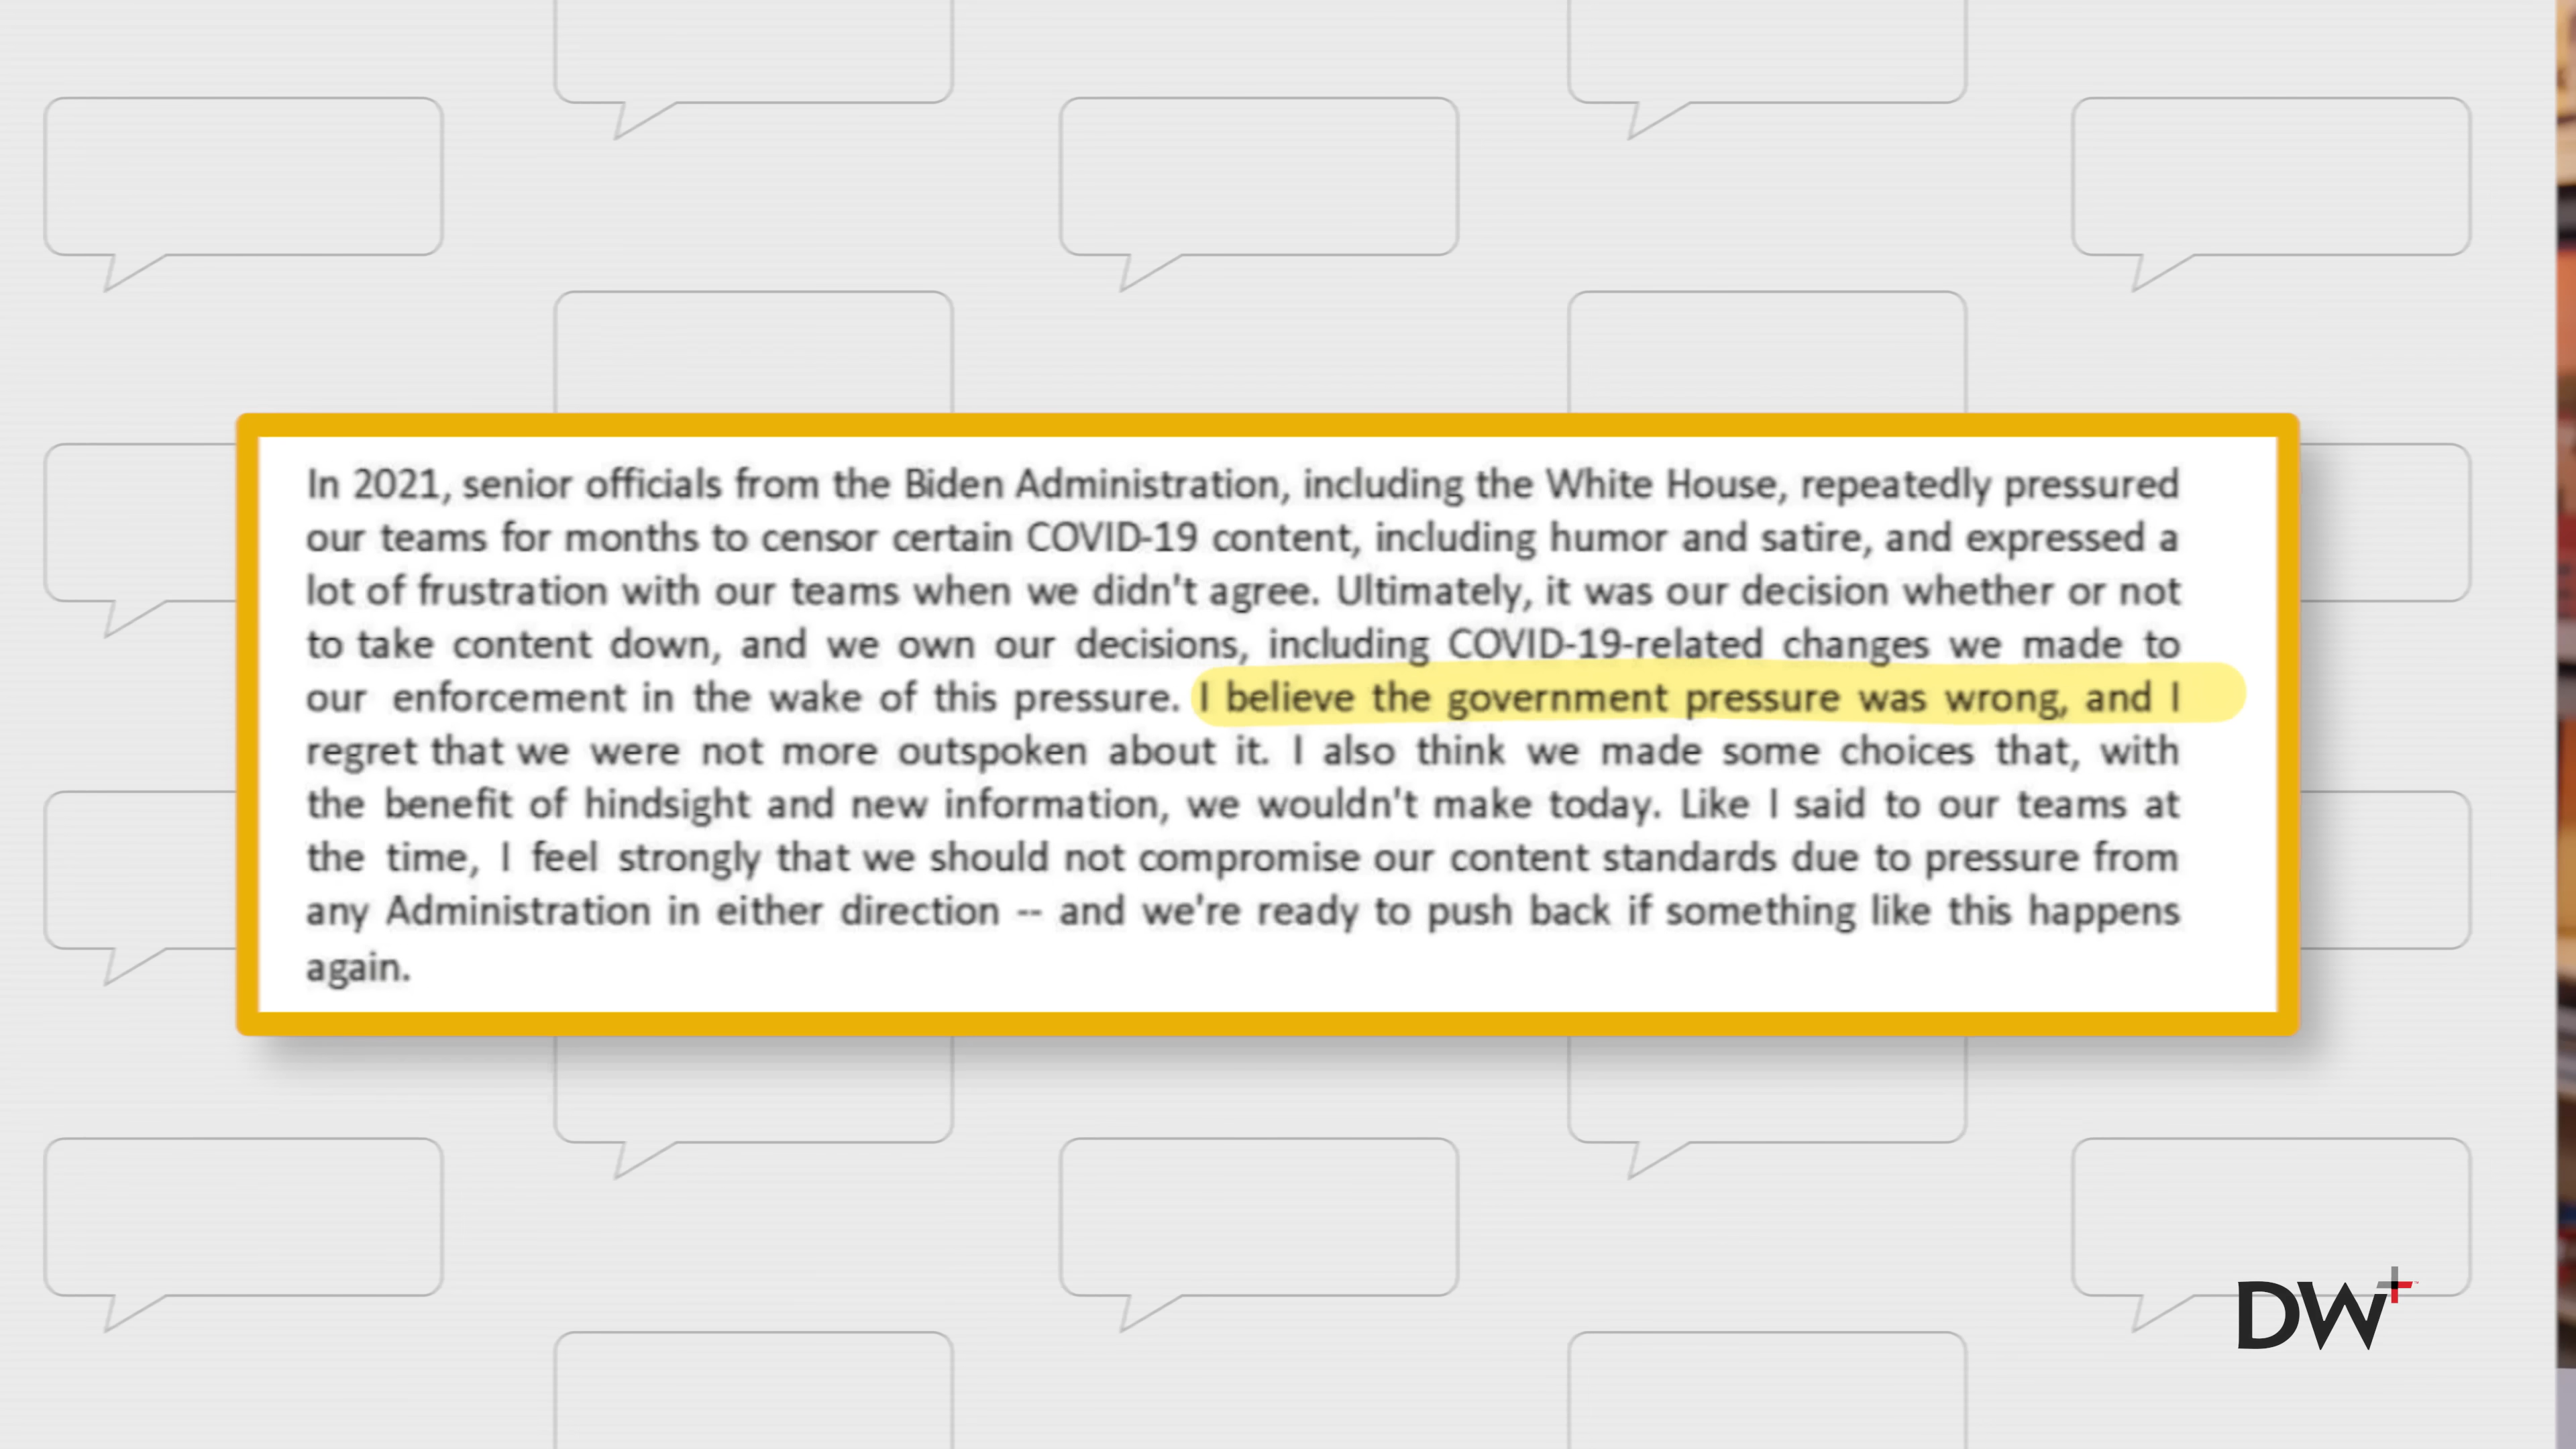 In 2021, senior officials from the Biden Administration, including the White House, repeatedly pressured
our teams for months to censor certain COVID-19 content, including humor and satire, and expressed a
lot of frustration with our teams when we didn't agree. Ultimately, it was our decision whether or not
to take content down, and we own our decisions, including COVID-19-related changes we made to
our enforcement in the wake of this pressure. I believe the government pressure was wrong, and I
regret that we were not more outspoken about it. I also think we made some choices that, with
the benefit of hindsight and new information, we wouldn't make today. Like I said to our teams at
the time, I feel strongly that we should not compromise our content standards due to pressure from
any Administration in either direction -- and we're ready to push back if something like this happens
again.
DW+